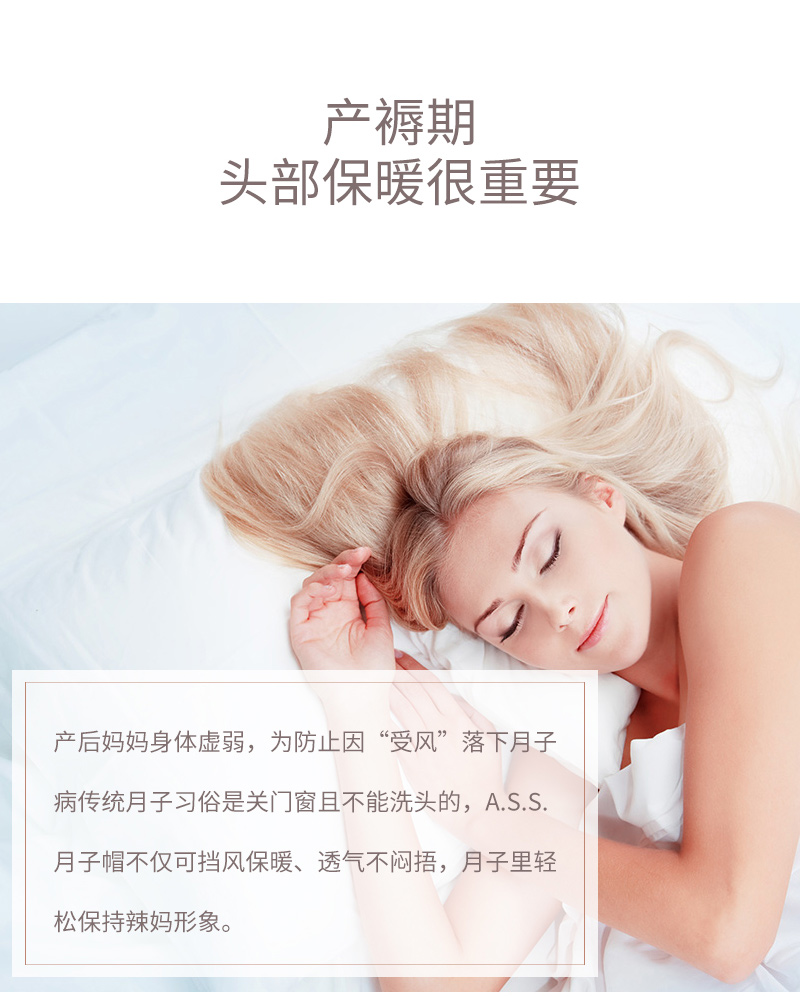 产褥期
头部保暖很重要
产后妈妈身体虚弱，为防止因“受风”落下月子
病传统月子习俗是关门窗且不能洗头的，A.S.S.
月子帽不仅可挡风保暖、透气不闷捂，月子里轻
松保持辣妈形象。